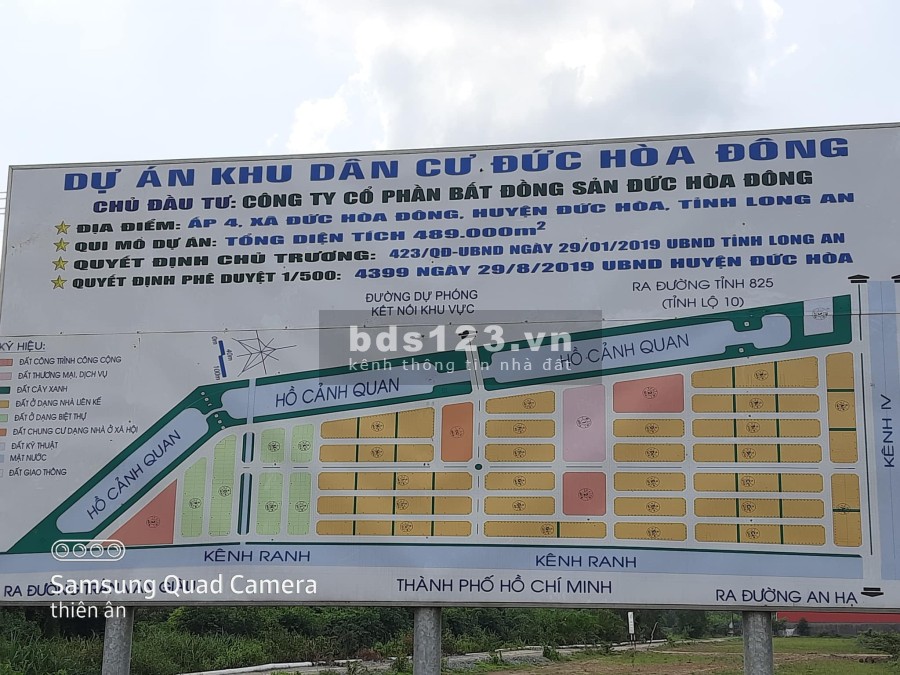 DỰ ÁN KHU DÂN CƯ ĐỨC HÒA ĐÔNG
CHỦ ĐẦU TƯ: CÔNG TY CỔ PHẦN BẤT ĐỘNG SẢN ĐỨC HÒA ĐÔNG
ĐỊA ĐIỂM: ẤP 4, XÃ ĐỨC HÒA ĐÔNG, HUYỆN ĐỨC HÒA, TỈNH LONG AN
QUI MÔ DỰ ÁN: TỔNG DIỆN TÍCH 489.000m²
QUYẾT ĐỊNH CHỦ TRƯƠNG: 423/QĐ-UBND NGÀY 29/01/2019 UBND TỈNH LONG AN
QUYẾT ĐỊNH PHÊ DUYỆT 1/500: 4399 NGÀY 29/8/2019 UBND HUYỆN ĐỨC HÒA
ĐƯỜNG DỰ PHÓNG
KẾT NỐI KHU VỰC
RA ĐƯỜNG TỈNH 825
(TỈNH LỘ 10)
bds123.vn
kênh thông tin nhà đất
KÝ HIỆU:
ĐẤT CÔNG TRÌNH CÔNG CỘNG
ĐẤT THƯƠNG MẠI, DỊCH VỤ
ĐẤT CÂY XANH
ĐẤT Ở DẠNG NHÀ LIÊN KẾ
ĐẤT Ở DẠNG BIỆT THỰ
ĐẤT CHUNG CƯ DẠNG NHÀ Ở XÃ HỘI
ĐẤT KỸ THUẬT
MẶT NƯỚC
ĐẤT GIAO THÔNG
0m
40m
100m
HỒ CẢNH QUAN
HỒ CẢNH QUAN
HỒ CẢNH QUAN
KÊNH IV
KÊNH RANH
KÊNH RANH
RA ĐƯỜNG
THÀNH PHỐ HỒ CHÍ MINH
RA ĐƯỜNG AN HẠ
Samsung Quad Camera
thiên ân